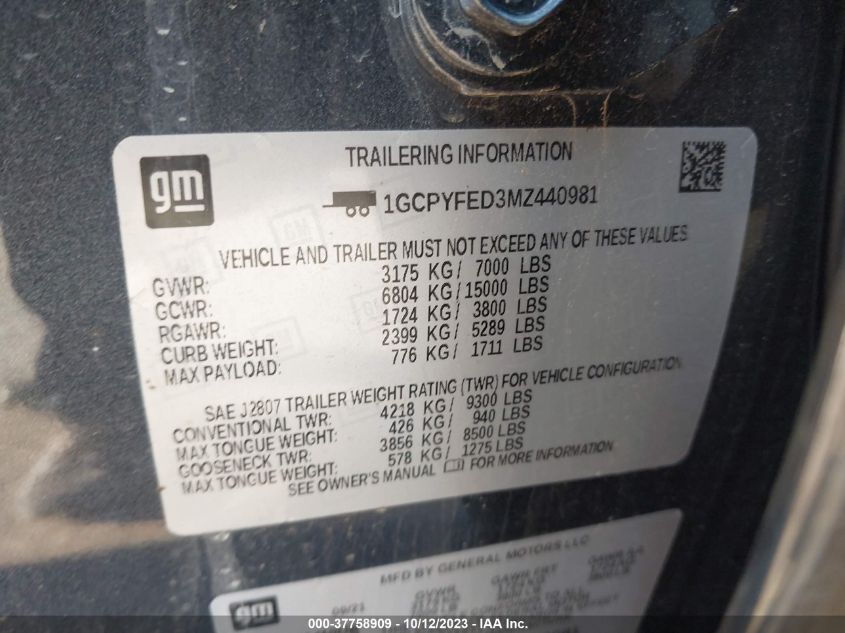 gm
TRAILERING INFORMATION
1GCPYFED3MZ440981
VEHICLE AND TRAILER MUST NOT EXCEED ANY OF THESE VALUES
GVWR: 3175 KG/ 7000 LBS
GCWR: 6804 KG/15000 LBS
RGAWR: 1724 KG/ 3800 LBS
CURB WEIGHT: 2399 KG/ 5289 LBS
MAX PAYLOAD: 776 KG/ 1711 LBS
SAE J2807 TRAILER WEIGHT RATING (TWR) FOR VEHICLE CONFIGURATION
CONVENTIONAL TWR: 4218 KG/ 9300 LBS
MAX TONGUE WEIGHT: 426 KG/ 940 LBS
GOOSENECK TWR: 3856 KG/ 8500 LBS
MAX TONGUE WEIGHT: 578 KG/ 1275 LBS
SEE OWNER'S MANUAL FOR MORE INFORMATION
MFD BY GENERAL MOTORS LLC
gm
09/21 GVWR GAWR FRT
000-37758909 - 10/12/2023 - IAA Inc.